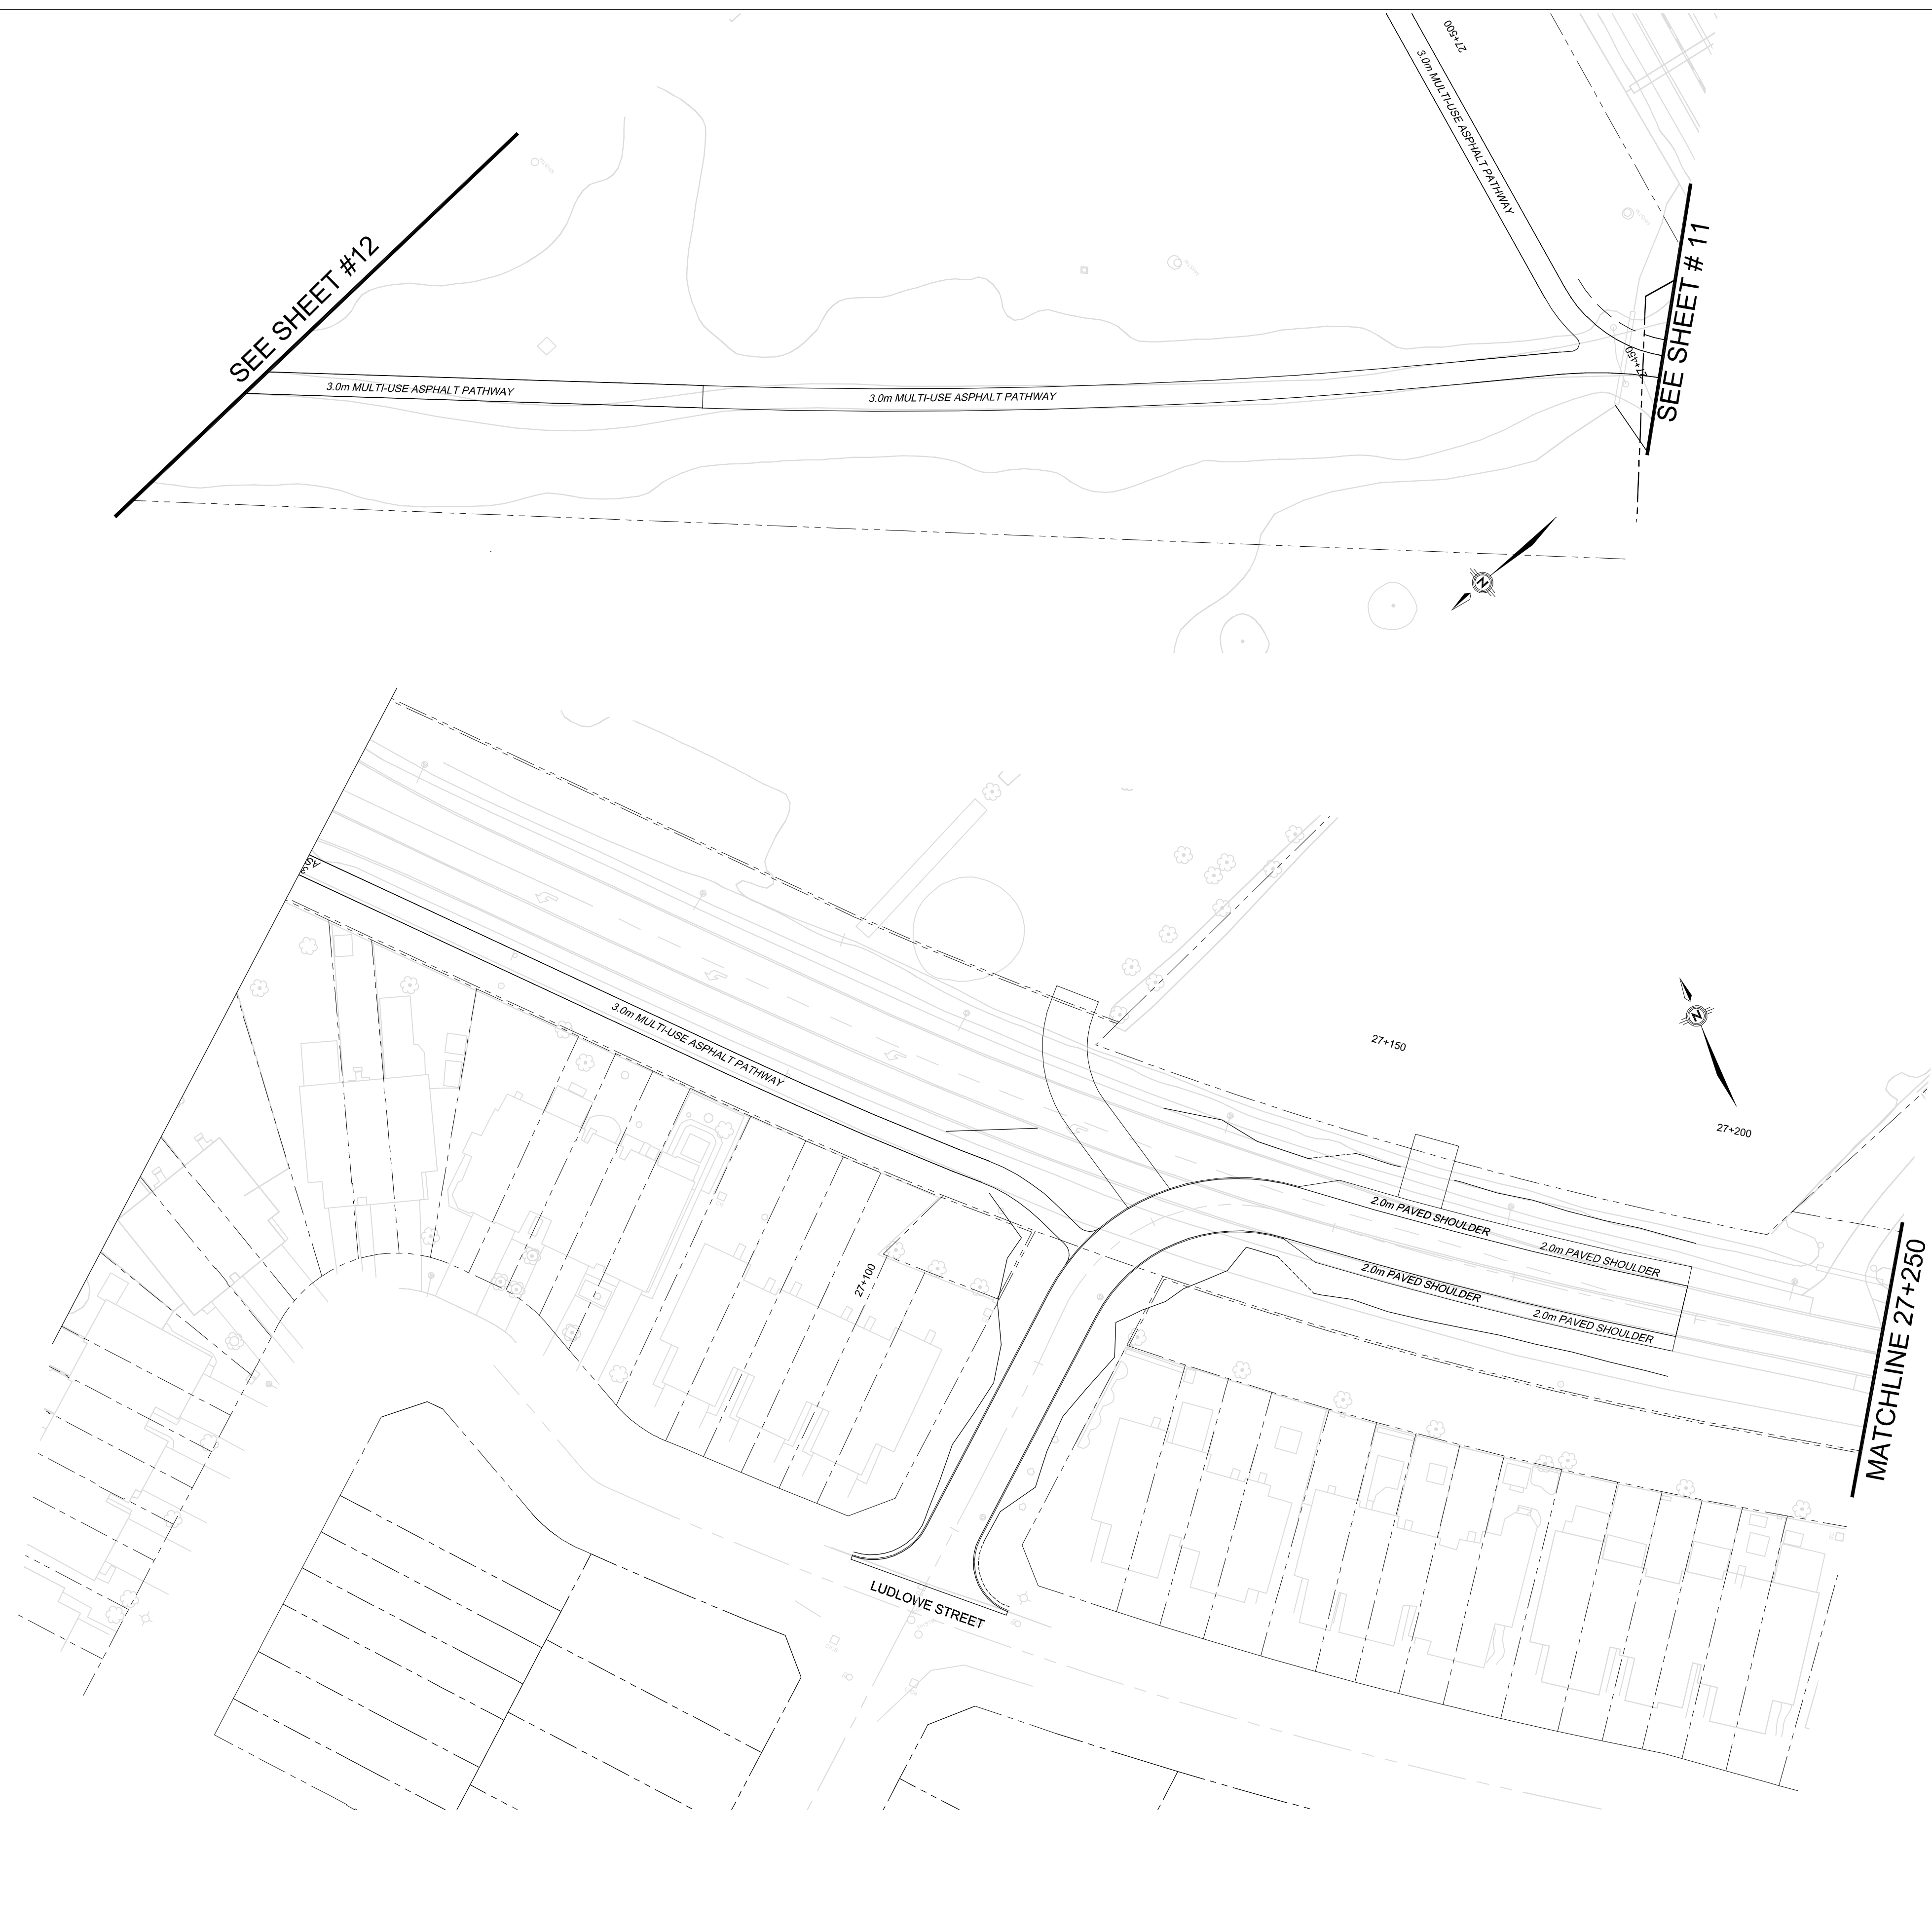 27+500
3.0m MULTI-USE ASPHALT PATHWAY
SEE SHEET #12
SEE SHEET # 11
27+450
3.0m MULTI-USE ASPHALT PATHWAY
3.0m MULTI-USE ASPHALT PATHWAY
N
AS
3.
3.0m MULTI-USE ASPHALT PATHWAY
N
27+150
27+200
2.0m PAVED SHOULDER
2.0m PAVED SHOULDER
2.0m PAVED SHOULDER
2.0m PAVED SHOULDER
27+100
MATCHLINE 27+250
LUDLOWE STREET